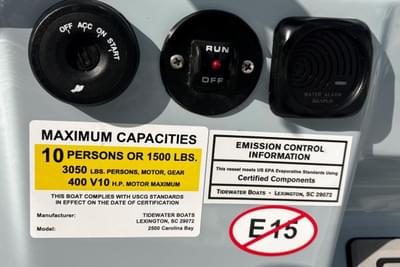 OFF ACC ON START
RUN
OFF
WATER ALARM
MAXIMUM CAPACITIES
10 PERSONS OR 1500 LBS.
3050 LBS. PERSONS, MOTOR, GEAR
400 V10 H.P. MOTOR MAXIMUM
THIS BOAT COMPLIES WITH USCG STANDARDS
IN EFFECT ON THE DATE OF CERTIFICATION
Manufacturer: TIDEWATER BOATS
LEXINGTON, SC 29072
Model: 2500 Carolina Bay
EMISSION CONTROL
INFORMATION
This vessel meets US EPA Evaporative Standards Using
Certified Components
TIDEWATER BOATS - LEXINGTON, SC 29072
E15